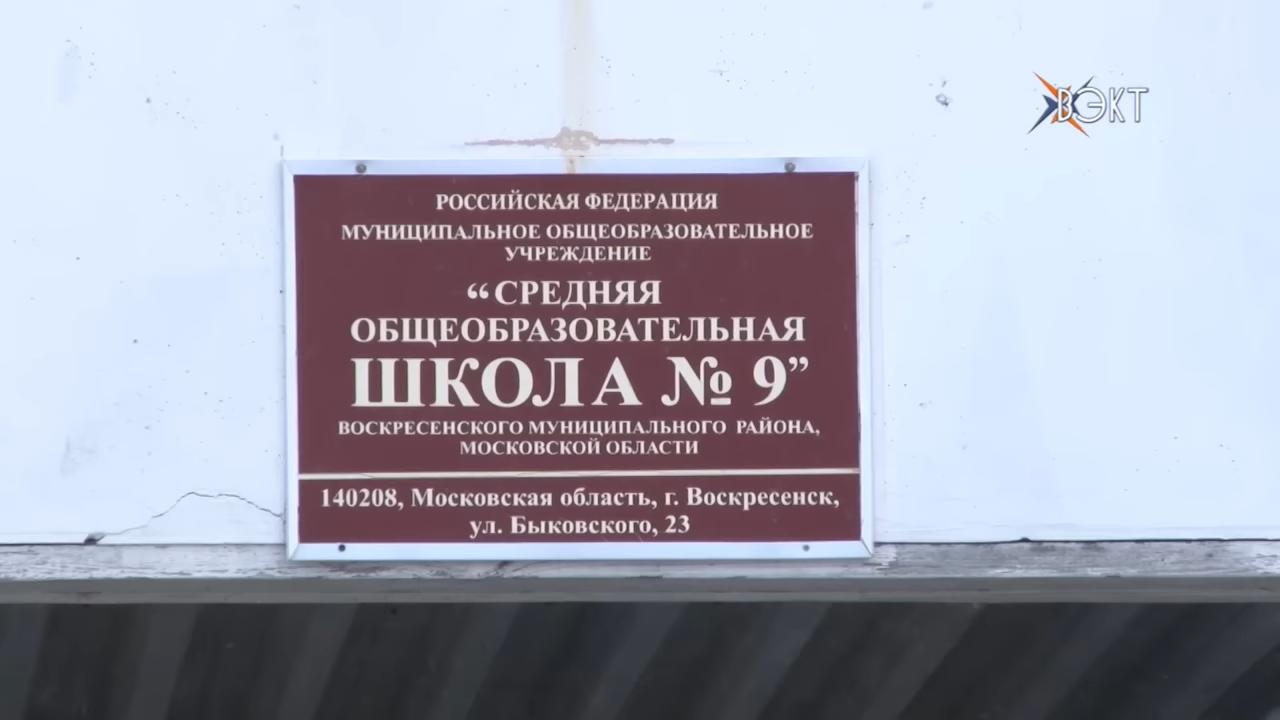 ВЭКТ
РОССИЙСКАЯ ФЕДЕРАЦИЯ
МУНИЦИПАЛЬНОЕ ОБЩЕОБРАЗОВАТЕЛЬНОЕ
УЧРЕЖДЕНИЕ
“СРЕДНЯЯ
ОБЩЕОБРАЗОВАТЕЛЬНАЯ
ШКОЛА № 9”
ВОСКРЕСЕНСКОГО МУНИЦИПАЛЬНОГО РАЙОНА,
МОСКОВСКОЙ ОБЛАСТИ
140208, Московская область, г. Воскресенск,
ул. Быковского, 23